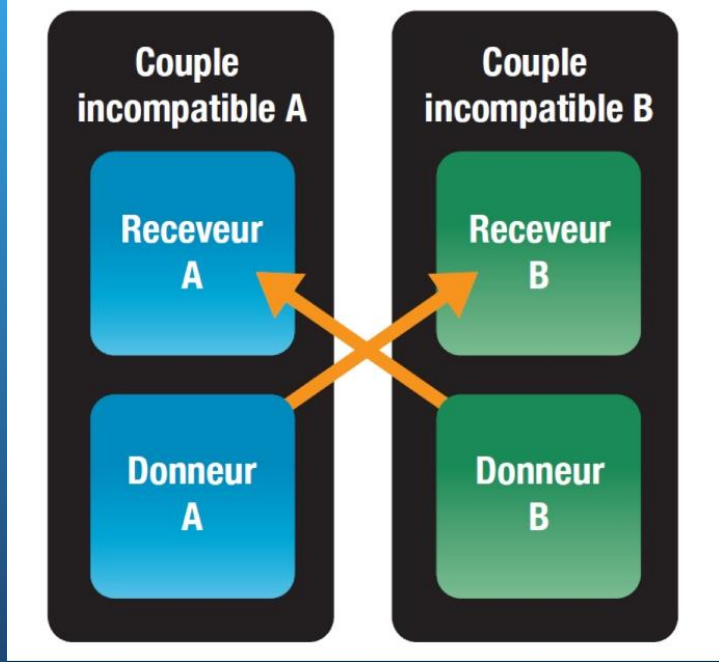 Couple
incompatible A
Receveur
A
Donneur
A
Couple
incompatible B
Receveur
B
Donneur
B